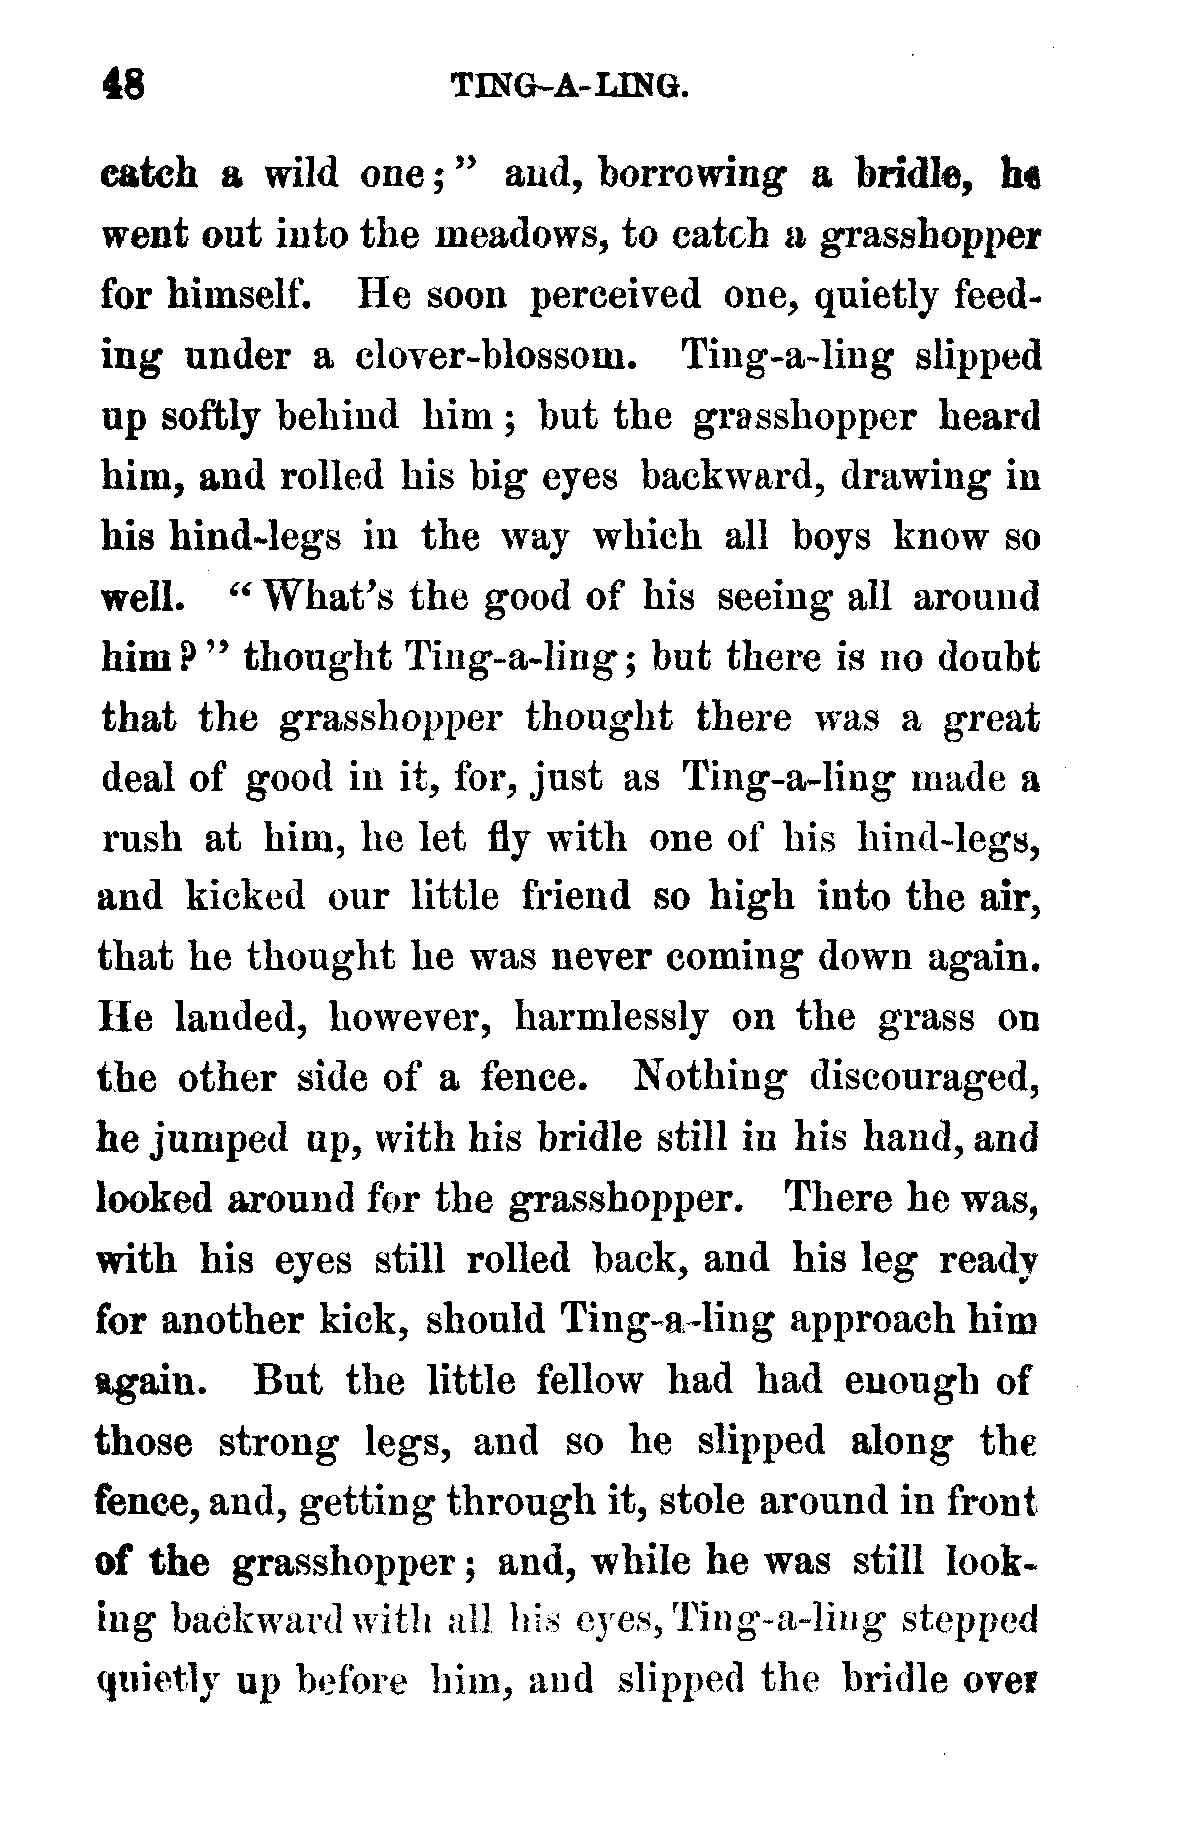 48 TING-A-LING.
catch a wild one;" and, borrowing a bridle, he
went out into the meadows, to catch a grasshopper
for himself. He soon perceived one, quietly feed-
ing under a clover-blossom. Ting-a-ling slipped
up softly behind him; but the grasshopper heard
him, and rolled his big eyes backward, drawing in
his hind-legs in the way which all boys know so
well. "What's the good of his seeing all around
him?" thought Ting-a-ling; but there is no doubt
that the grasshopper thought there was a great
deal of good in it, for, just as Ting-a-ling made a
rush at him, he let fly with one of his hind-legs,
and kicked our little friend so high into the air,
that he thought he was never coming down again.
He landed, however, harmlessly on the grass on
the other side of a fence. Nothing discouraged,
he jumped up, with his bridle still in his hand, and
looked around for the grasshopper. There he was,
with his eyes still rolled back, and his leg ready
for another kick, should Ting-a-ling approach him
again. But the little fellow had had enough of
those strong legs, and so he slipped along the
fence, and, getting through it, stole around in front
of the grasshopper; and, while he was still look-
ing backward with all his eyes, Ting-a-ling stepped
quietly up before him, and slipped the bridle over